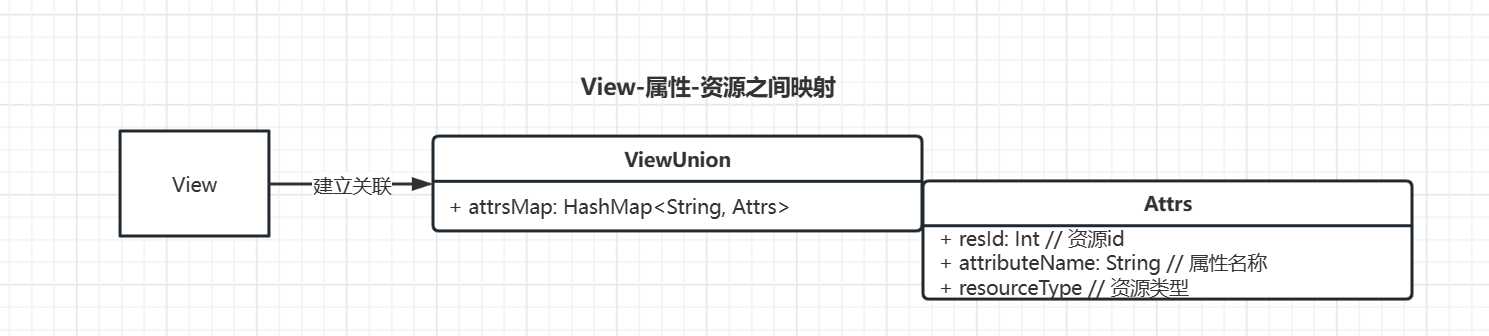 View-属性-资源之间映射
View
建立关联
ViewUnion
+ attrsMap: HashMap<String, Attrs>
Attrs
+ resId: Int // 资源id
+ attributeName: String // 属性名称
+ resourceType // 资源类型